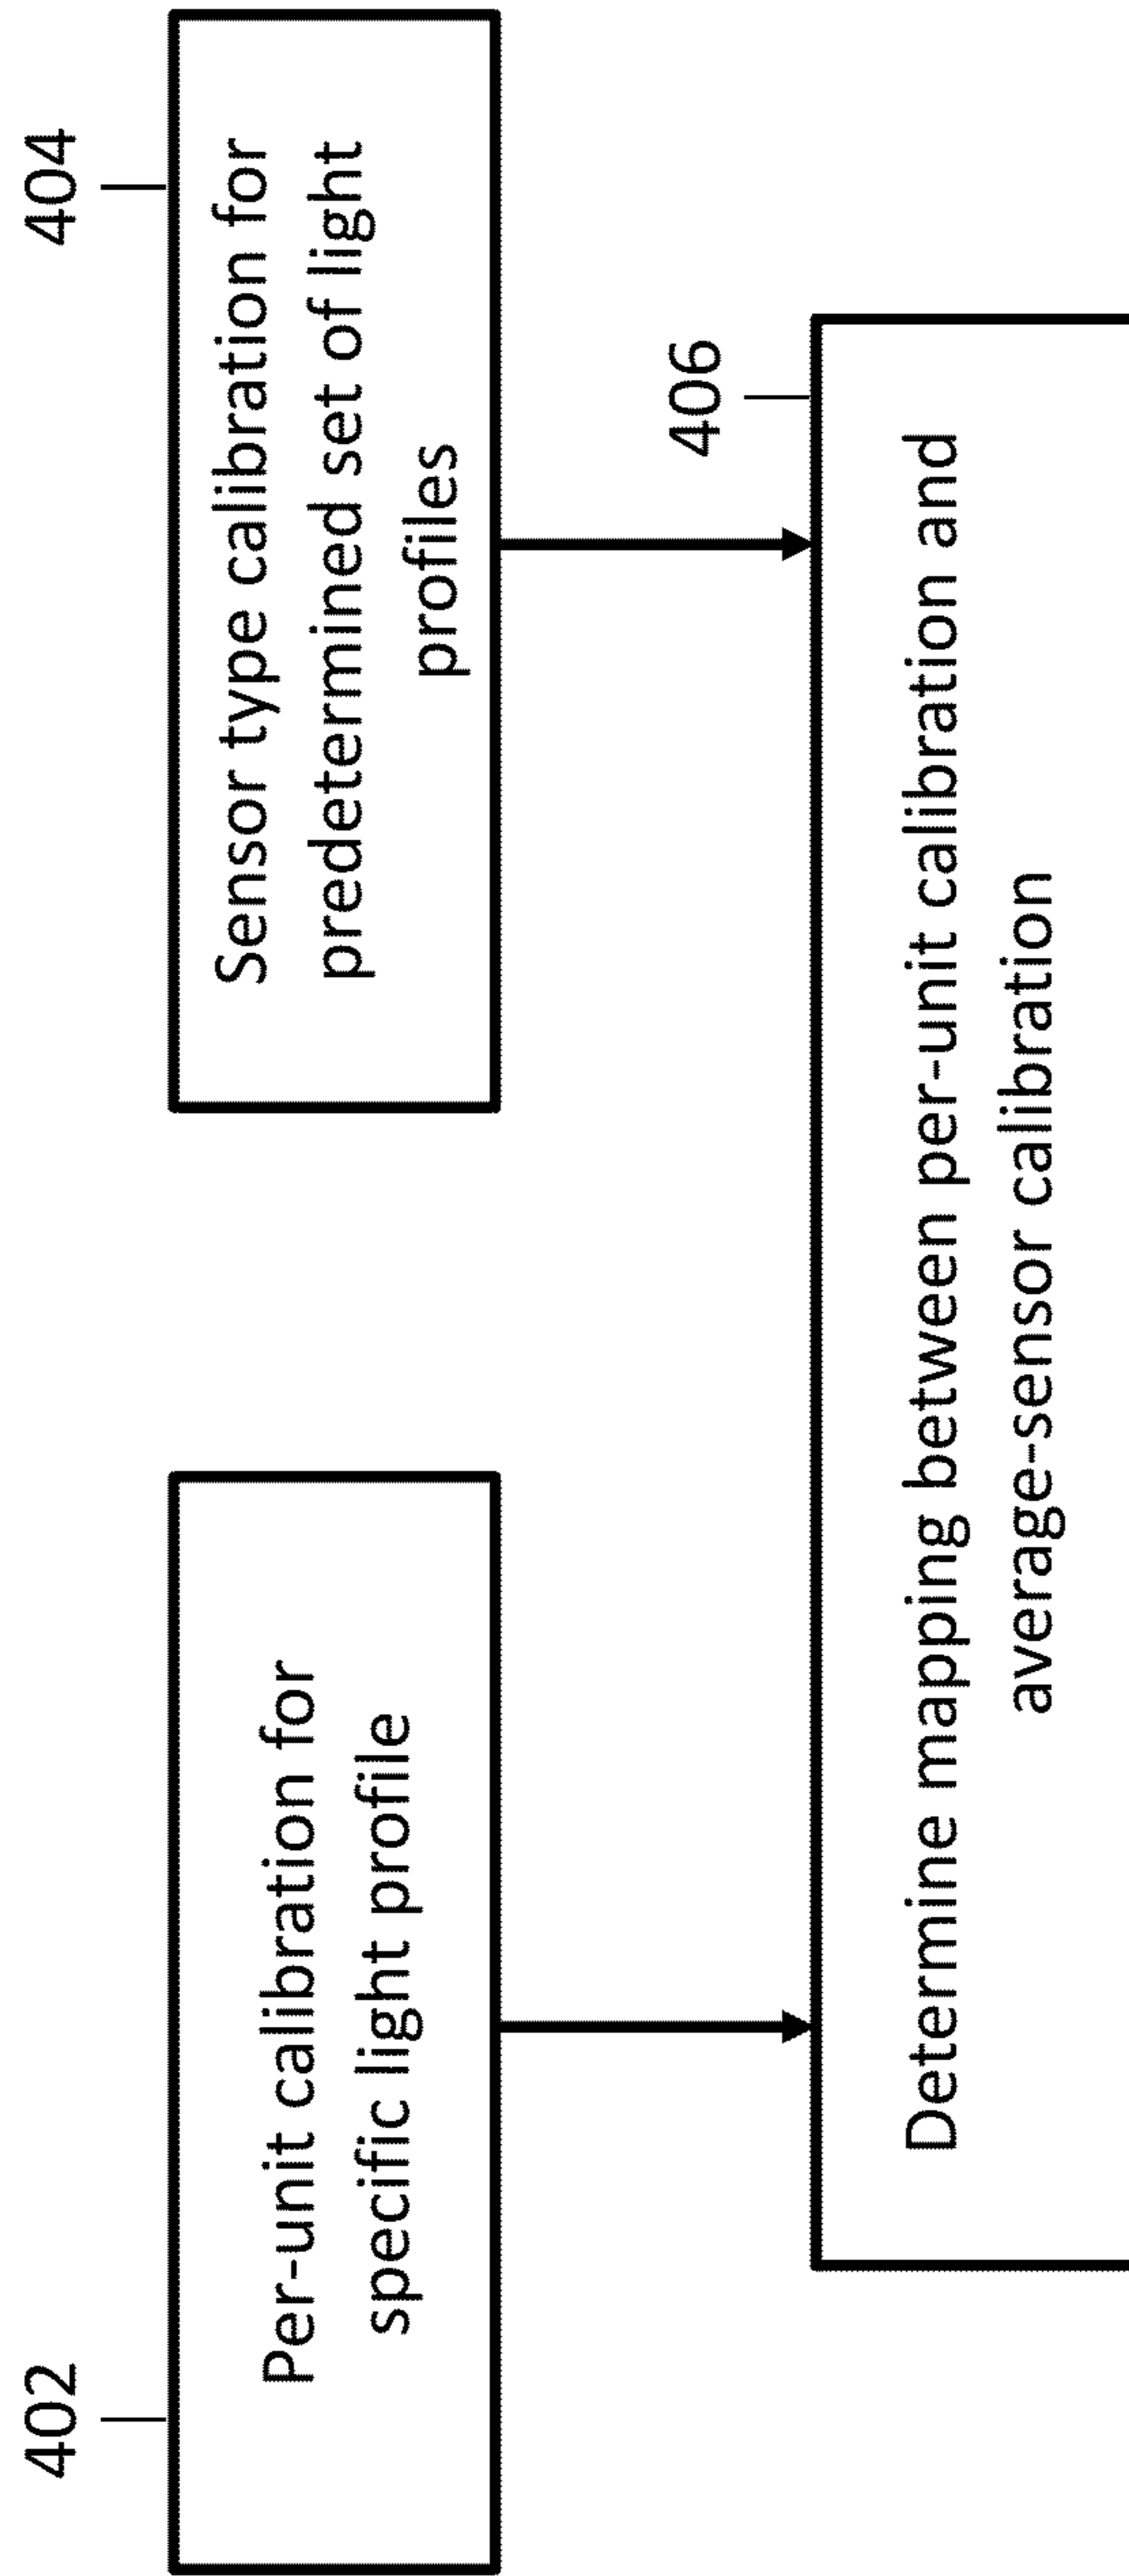 402
Per-unit calibration for
specific light profile
404
Sensor type calibration for
predetermined set of light
profiles
406
Determine mapping between per-unit calibration and
average-sensor calibration